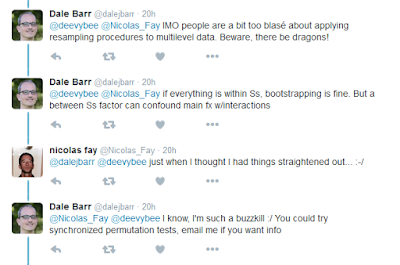 Dale Barr @dalejbarr · 20h
@deevybee @Nicolas_Fay IMO people are a bit too blasé about applying
resampling procedures to multilevel data. Beware, there be dragons!
Dale Barr @dalejbarr · 20h
@deevybee @Nicolas_Fay if everything is within Ss, bootstrapping is fine. But a
between Ss factor can confound main fx w/interactions
nicolas fay @Nicolas_Fay · 20h
@dalejbarr @deevybee just when I thought I had things straightened out... :-/
Dale Barr @dalejbarr · 20h
@Nicolas_Fay @deevybee I know, I'm such a buzzkill :/ You could try
synchronized permutation tests, email me if you want info